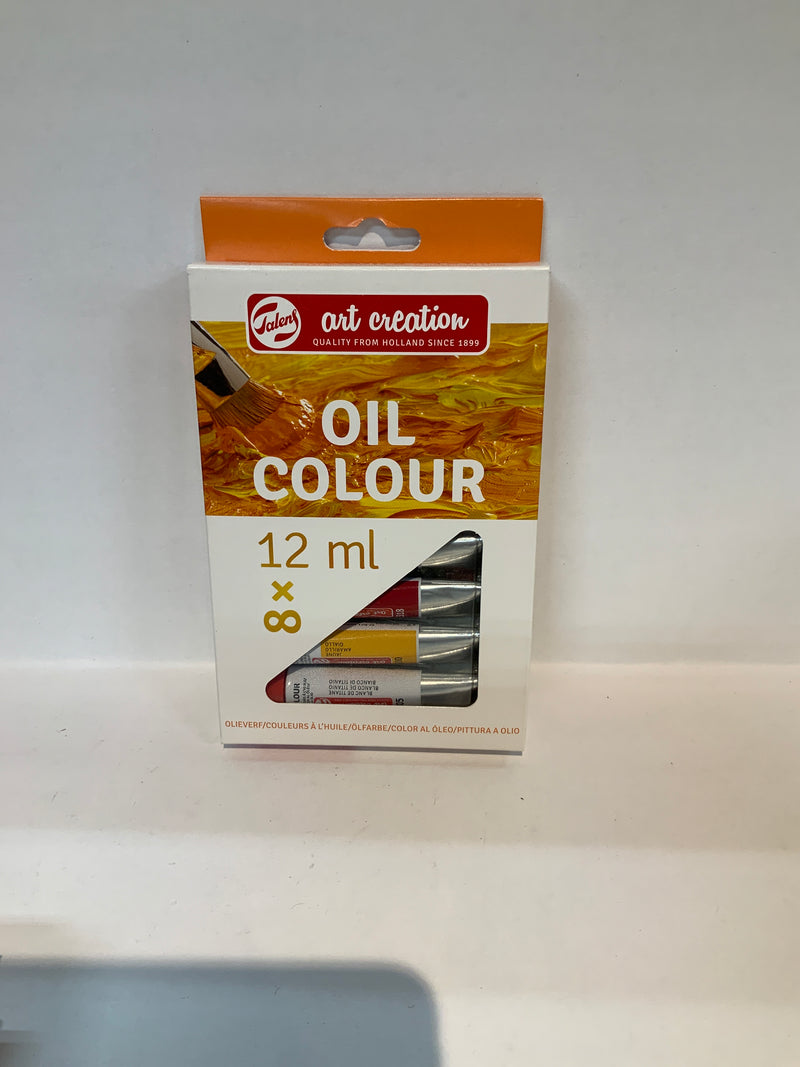 Talens
art creation
QUALITY FROM HOLLAND SINCE 1899
OIL
COLOUR
12 ml
8 ×
318
JAUNE
AMARILLO
GIALLO
BLANC DE TITANE
BLANCO DE TITANIO
BIANCO DI TITANIO
OLIEVERF/COULEURS À L'HUILE/ÖLFARBE/COLOR AL ÓLEO/PITTURA A OLIO